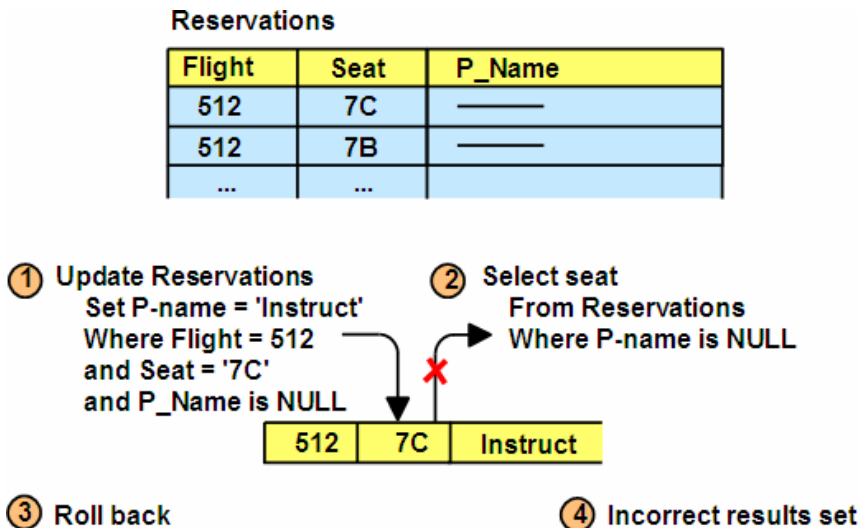 Reservations
Flight Seat P_Name
512 7C
512 7B
... ...
1 Update Reservations
Set P-name = 'Instruct'
Where Flight = 512
and Seat = '7C'
and P_Name is NULL
2 Select seat
From Reservations
Where P-name is NULL
512 7C Instruct
3 Roll back
4 Incorrect results set